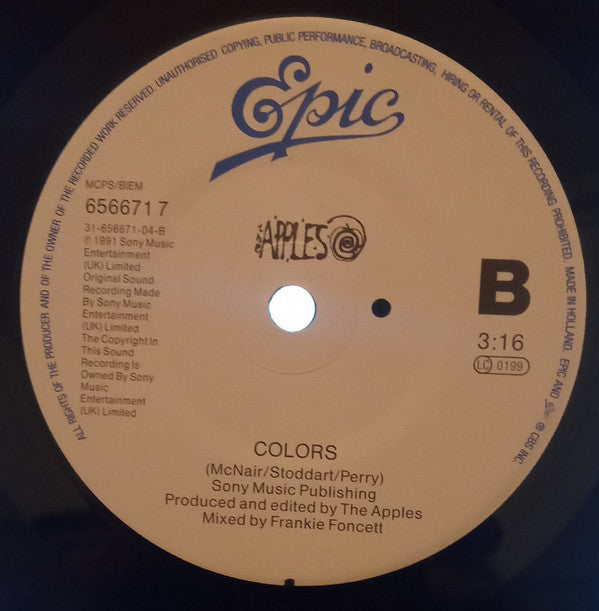 ALL RIGHTS OF THE PRODUCER AND OF THE OWNER OF THE RECORDED WORK RESERVED. UNAUTHORISED COPYING, PUBLIC PERFORMANCE, BROADCASTING, HIRING OR RENTAL OF THIS RECORDING PROHIBITED. MADE IN HOLLAND. EPIC AND ® CBS INC.
Epic
MCPS/BIEM
656671 7
31-656671-04-B
℗ 1991 Sony Music
Entertainment
(UK) Limited
Original Sound
Recording Made
By Sony Music
Entertainment
(UK) Limited
The Copyright In
This Sound
Recording Is
Owned By Sony
Music
Entertainment
(UK) Limited
the APPLES
B
3:16
LC 0199
COLORS
(McNair/Stoddart/Perry)
Sony Music Publishing
Produced and edited by The Apples
Mixed by Frankie Foncett